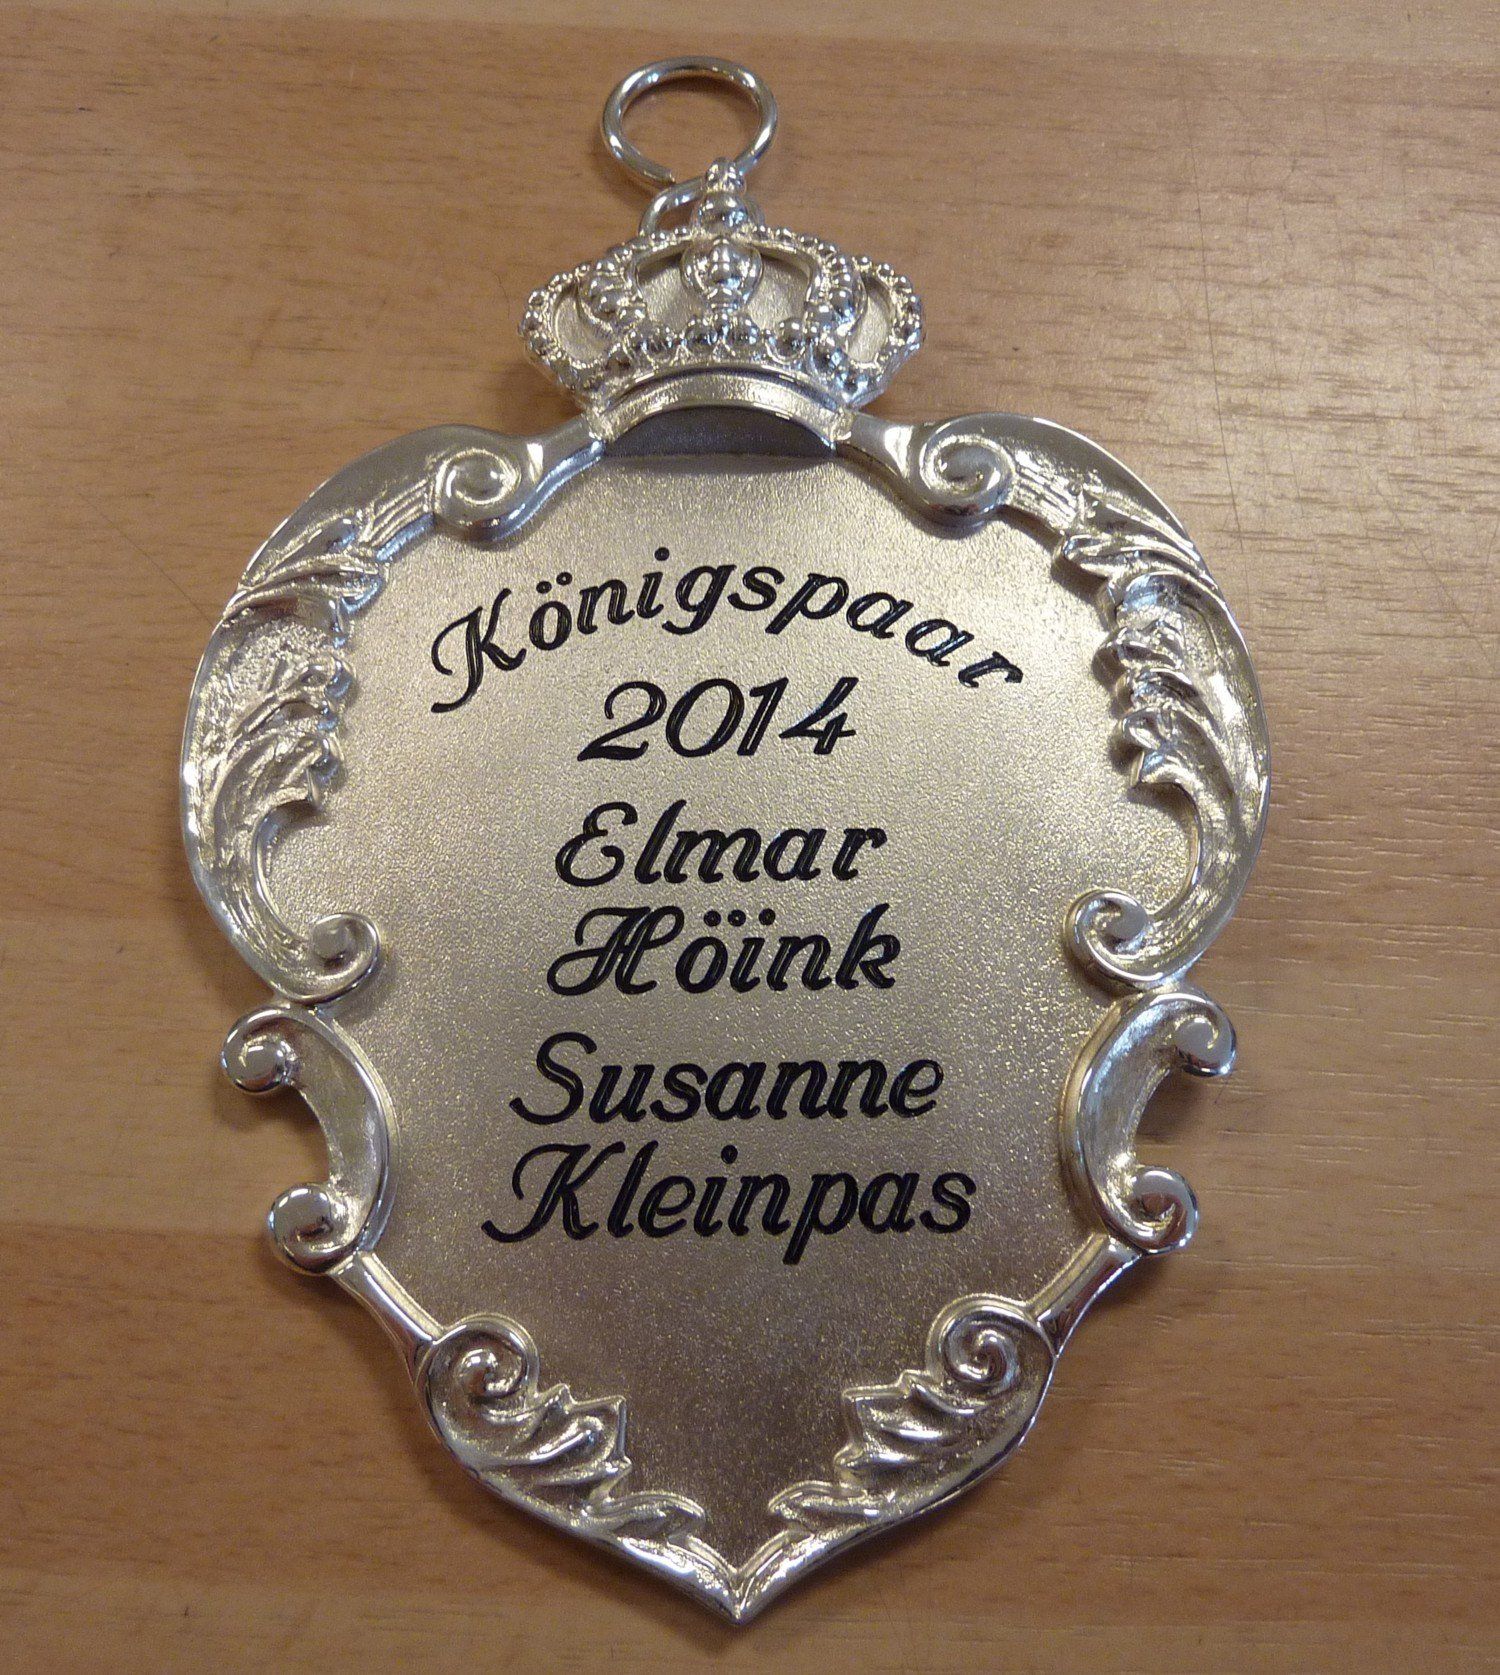 Königspaar
2014
Elmar
Höink
Susanne
Kleinpas